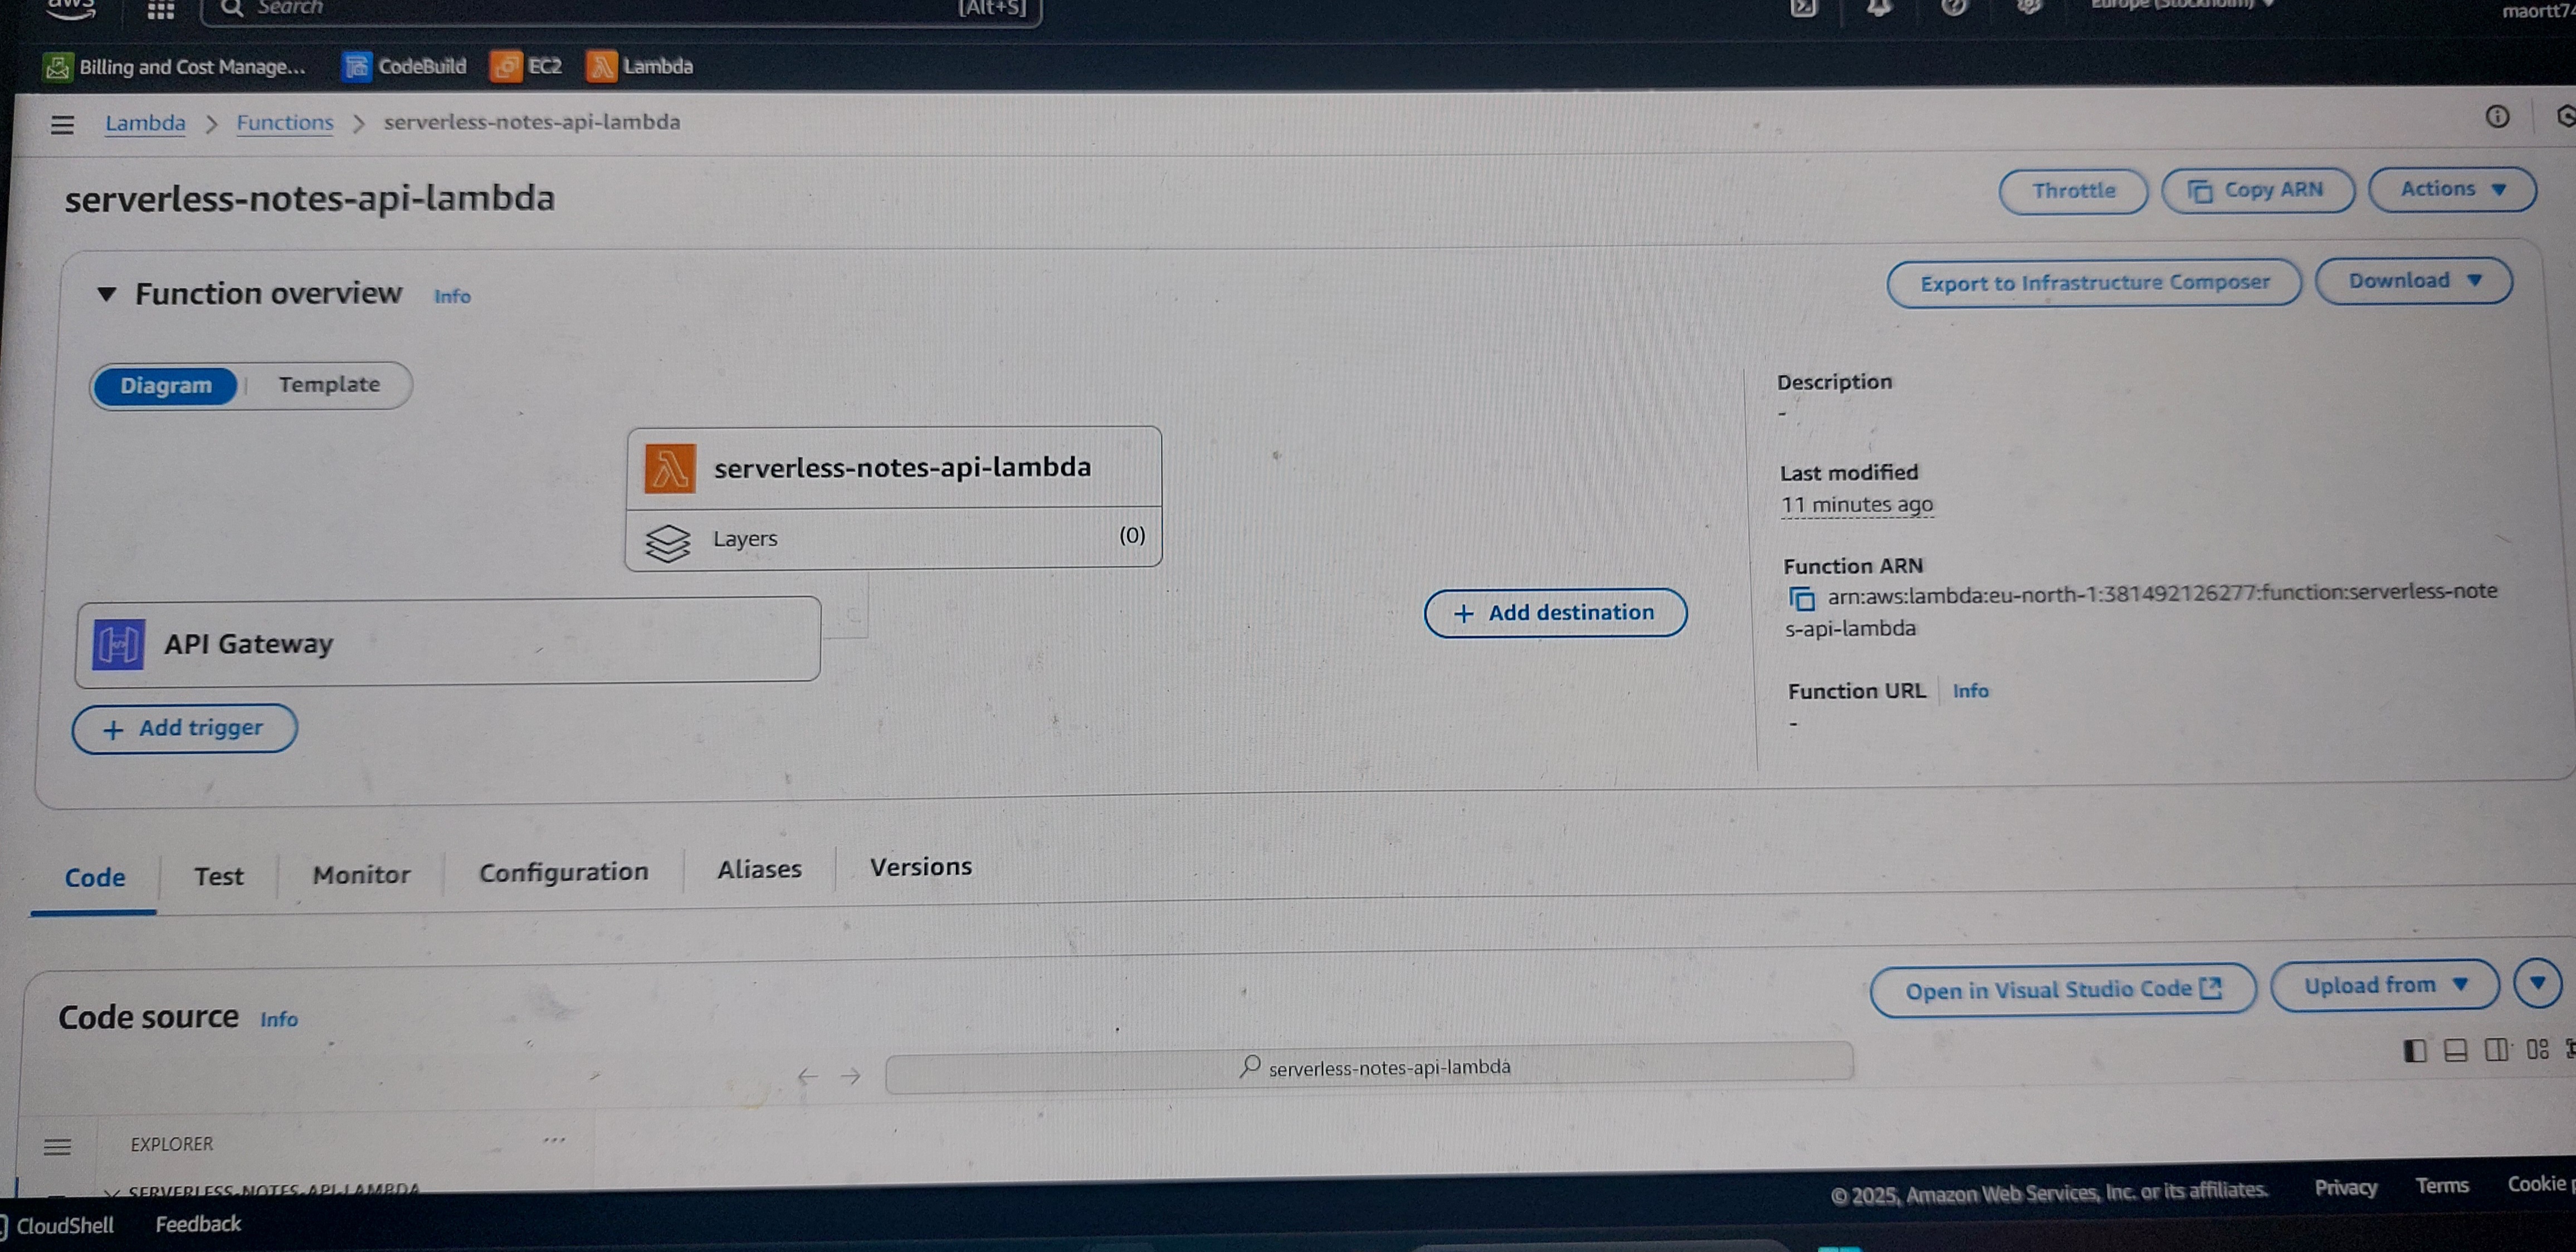 aws
Search
[Alt+S]
Europe (Stockholm)
Billing and Cost Manage...
CodeBuild
EC2
Lambda
Lambda > Functions > serverless-notes-api-lambda
serverless-notes-api-lambda
Throttle
Copy ARN
Actions
Function overview Info
Export to Infrastructure Composer
Download
Diagram
Template
serverless-notes-api-lambda
Layers (0)
API Gateway
+ Add trigger
+ Add destination
Description
-
Last modified
11 minutes ago
Function ARN
arn:aws:lambda:eu-north-1:381492126277:function:serverless-note
s-api-lambda
Function URL Info
-
Code
Test
Monitor
Configuration
Aliases
Versions
Code source Info
Open in Visual Studio Code
Upload from
serverless-notes-api-lambda
EXPLORER
SERVERLESS-NOTES-API-LAMBDA
© 2025, Amazon Web Services, Inc. or its affiliates.
Privacy
Terms
Cookie
CloudShell
Feedback